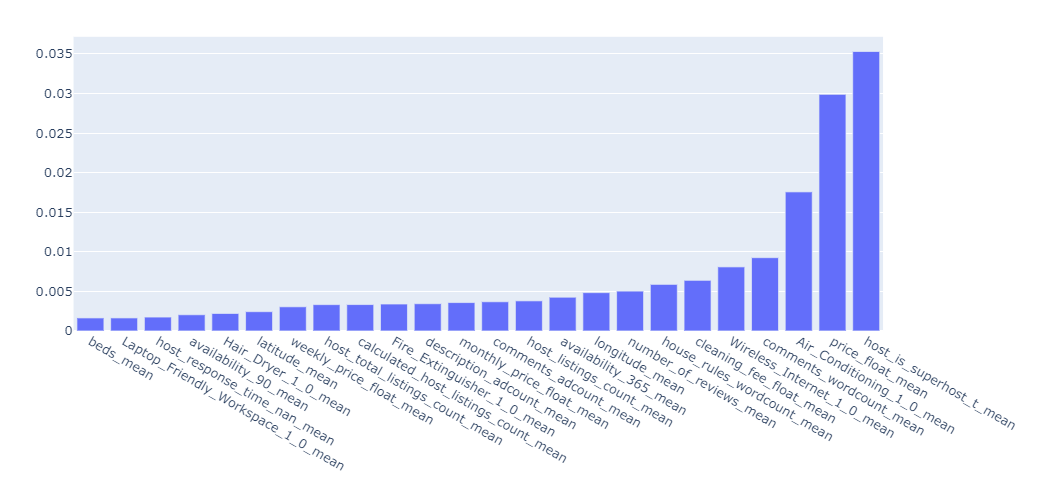 0.035
0.03
0.025
0.02
0.015
0.01
0.005
0
beds_mean
Laptop_Friendly_Workspace_1_0_mean
host_response_time_nan_mean
availability_90_mean
Hair_Dryer_1_0_mean
latitude_mean
weekly_price_float_mean
host_total_listings_count_mean
calculated_host_listings_count_mean
Fire_Extinguisher_1_0_mean
description_adcount_mean
monthly_price_float_mean
comments_adcount_mean
host_listings_count_mean
availability_365_mean
longitude_mean
number_of_reviews_mean
house_rules_wordcount_mean
cleaning_fee_float_mean
Wireless_Internet_1_0_mean
comments_wordcount_mean
Air_Conditioning_1_0_mean
price_float_mean
host_is_superhost_t_mean